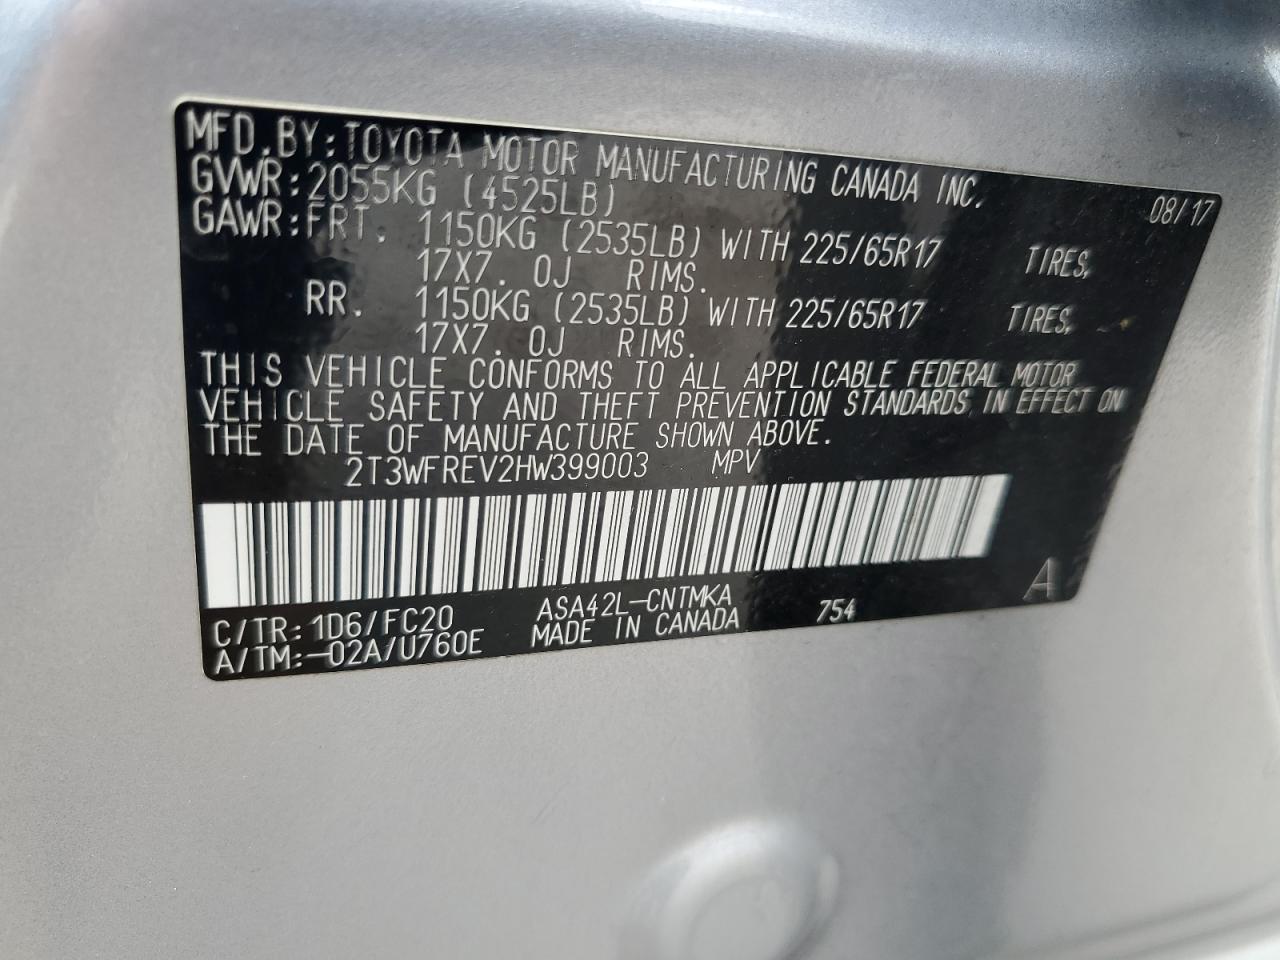 MFD.BY:TOYOTA MOTOR MANUFACTURING CANADA INC. 08/17
GVWR:2055KG (4525LB)
GAWR:FRT. 1150KG (2535LB) WITH 225/65R17 TIRES,
17X7.0J RIMS.
RR. 1150KG (2535LB) WITH 225/65R17 TIRES,
17X7.0J RIMS.
THIS VEHICLE CONFORMS TO ALL APPLICABLE FEDERAL MOTOR
VEHICLE SAFETY AND THEFT PREVENTION STANDARDS IN EFFECT ON
THE DATE OF MANUFACTURE SHOWN ABOVE.
2T3WFREV2HW399003 MPV
A
C/TR:1D6/FC20 ASA42L-CNTMKA 754
A/TM:-02A/U760E MADE IN CANADA